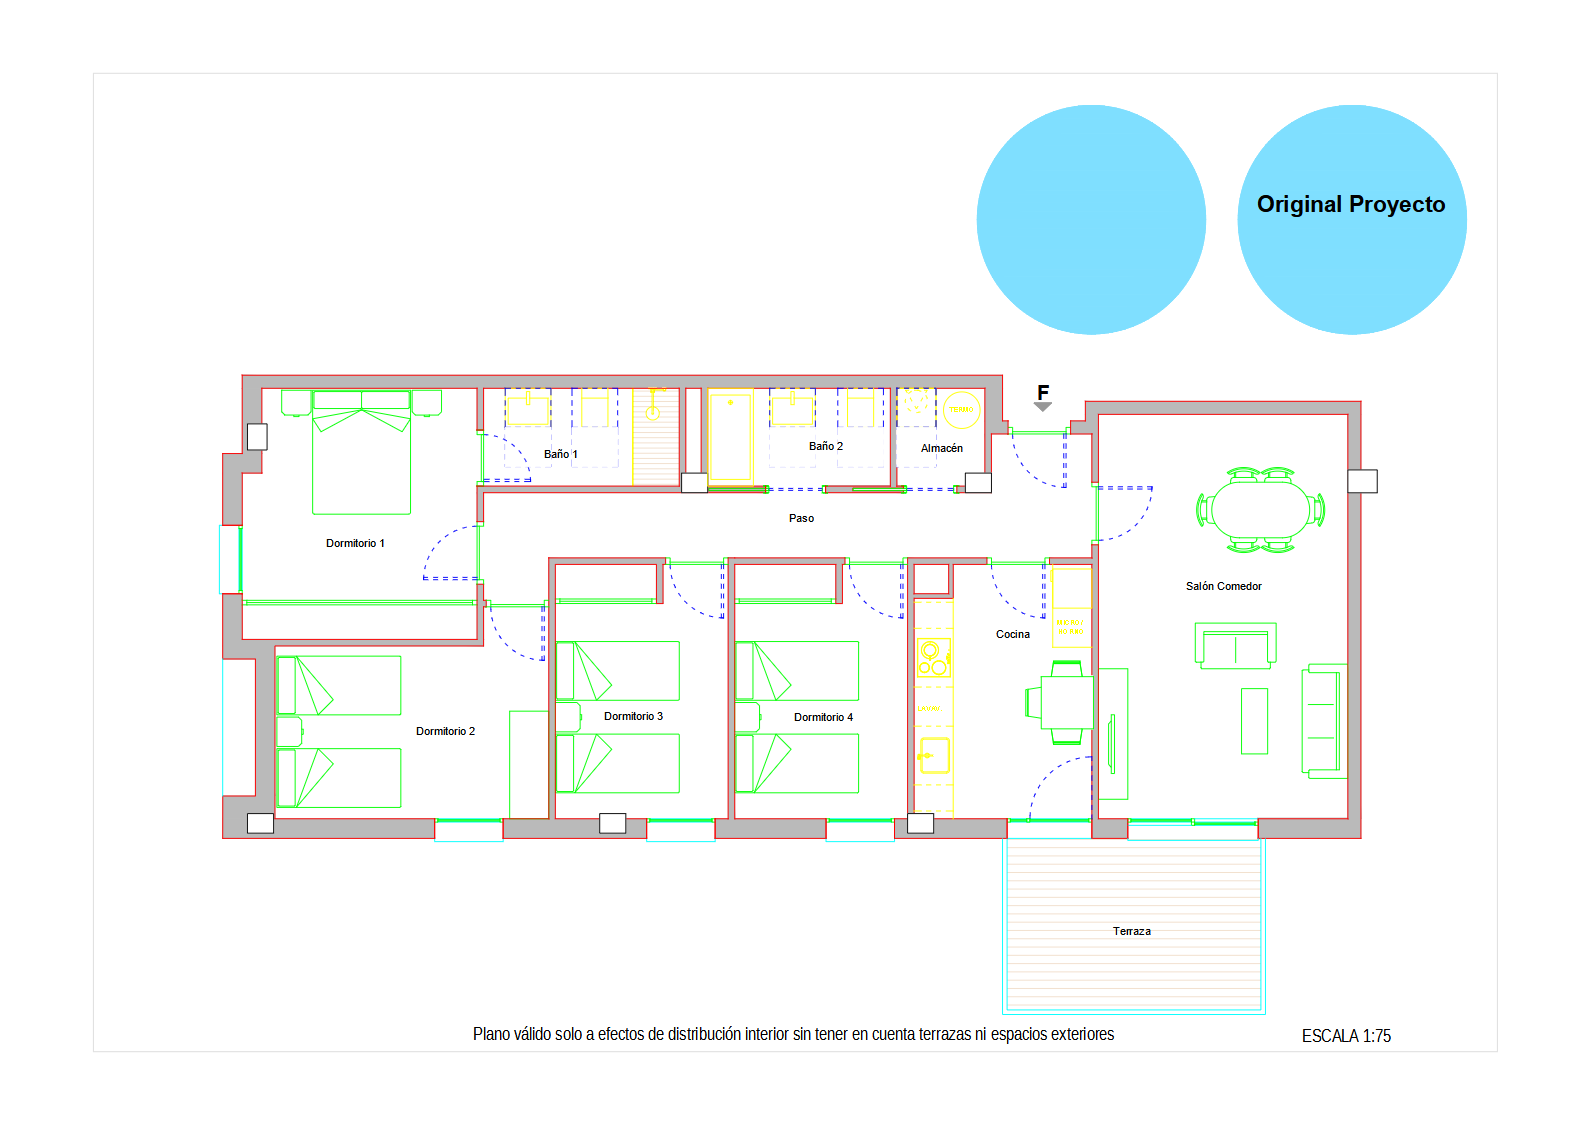 Original Proyecto
F
TERMO
Baño 1
Baño 2
Almacén
Paso
Dormitorio 1
Salón Comedor
Cocina
MICRO/
HORNO
Dormitorio 2
Dormitorio 3
Dormitorio 4
Terraza
Plano válido solo a efectos de distribución interior sin tener en cuenta terrazas ni espacios exteriores
ESCALA 1:75